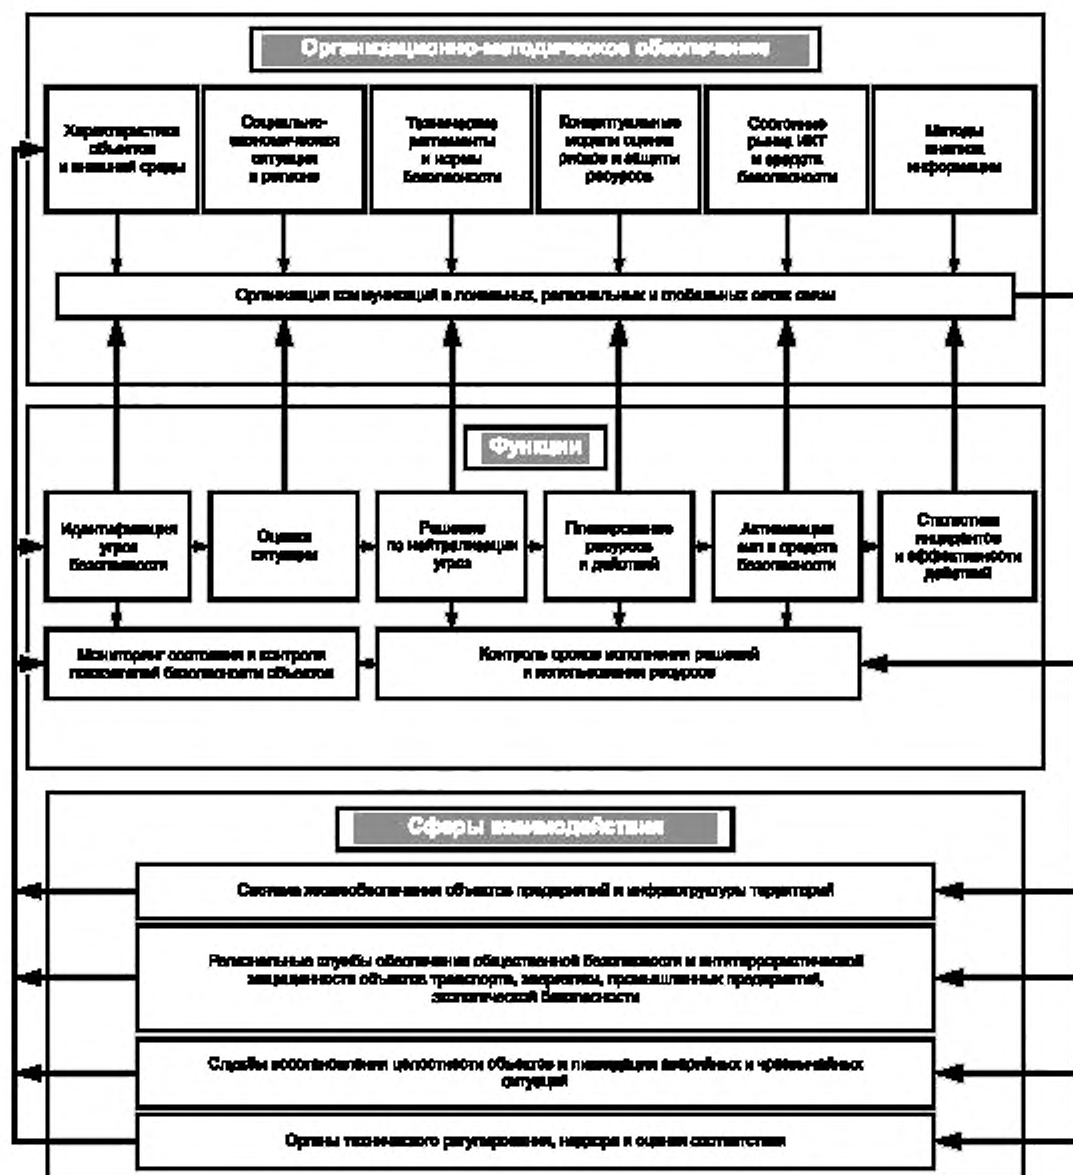 Организационно-методическое обеспечение
Характеристика
объектов
и внешней среды
Социально-
экономическая
ситуация
в регионе
Технические
регламенты
и нормы
безопасности
Концептуальные
модели оценки
рисков и защиты
ресурсов
Состояние
рынка ИКТ
и средств
безопасности
Методы
анализа
информации
Организация коммуникаций в локальных, региональных и глобальных сетях связи
Функции
Идентификация
угроз
безопасности
Оценка
ситуации
Решение
по нейтрализации
угроз
Планирование
ресурсов
и действий
Активизация
сил и средств
безопасности
Статистика
инцидентов
и эффективности
действий
Мониторинг состояния и контроля
показателей безопасности объектов
Контроль сроков исполнения решений
и использования ресурсов
Сферы взаимодействия
Система жизнеобеспечения объектов предприятий и инфраструктуры территорий
Региональные службы обеспечения общественной безопасности и антитеррористической
защищенности объектов транспорта, энергетики, промышленных предприятий,
экологической безопасности
Службы восстановления целостности объектов и ликвидации аварийных и чрезвычайных
ситуаций
Органы технического регулирования, надзора и оценки соответствия